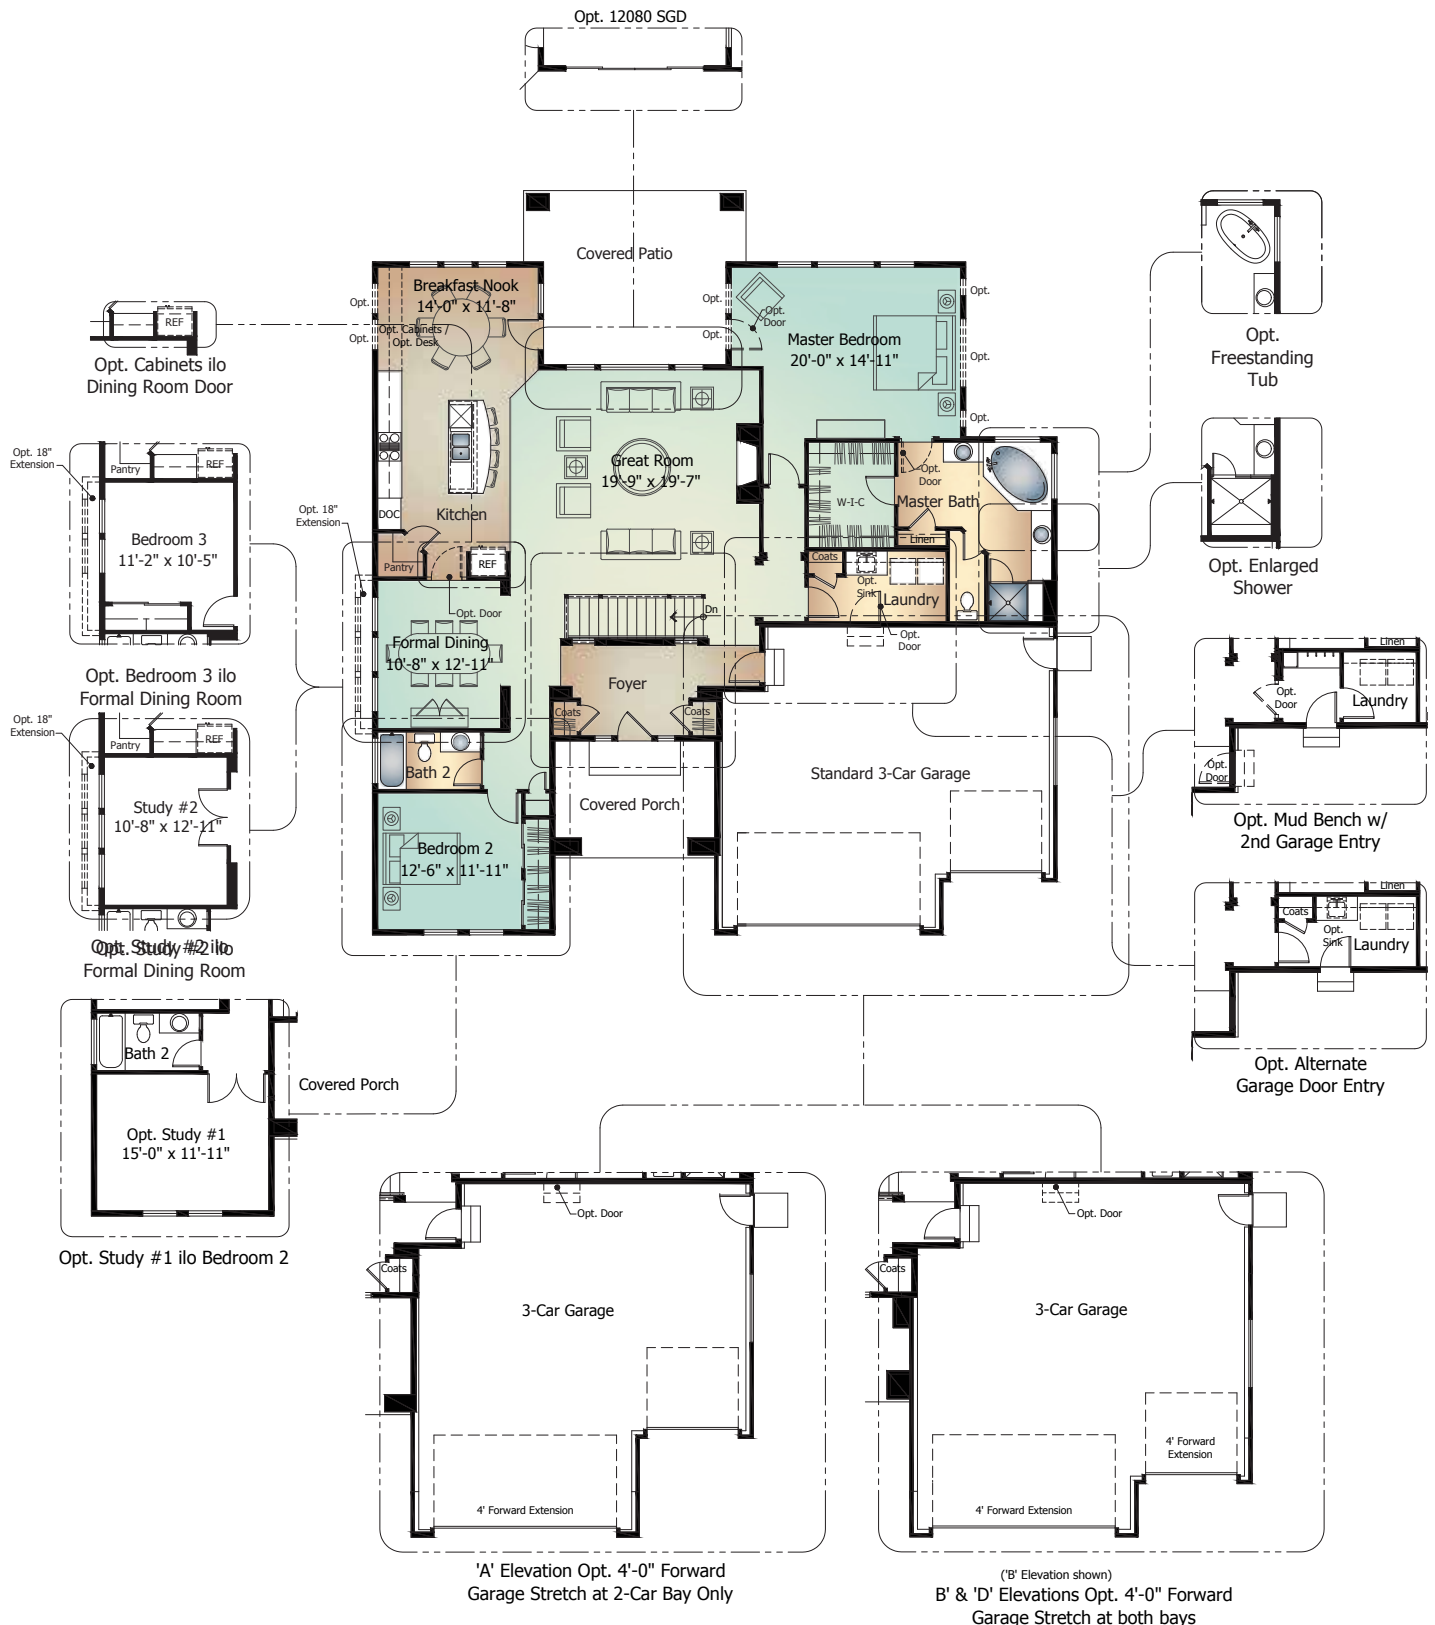 Opt. 12080 SGD
Covered Patio
Breakfast Nook
14'-0" x 11'-8"
Opt.
Opt.
Opt. Cabinets /
Opt. Desk
Opt.
Opt.
Opt.
Door
Master Bedroom
20'-0" x 14'-11"
Opt.
Opt.
Opt.
Opt.
Freestanding
Tub
REF
Opt. Cabinets ilo
Dining Room Door
Great Room
19'-9" x 19'-7"
Kitchen
DOC
Pantry
REF
Opt. Door
W-I-C
Opt.
Door
Master Bath
Linen
Coats
Opt.
Sink
Laundry
Opt.
Door
Dn
Opt. Enlarged
Shower
Opt. 18"
Extension
Pantry
REF
Bedroom 3
11'-2" x 10'-5"
Opt. Bedroom 3 ilo
Formal Dining Room
Opt. 18"
Extension
Formal Dining
10'-8" x 12'-11"
Foyer
Coats
Coats
Linen
Opt.
Door
Laundry
Opt.
Door
Opt. Mud Bench w/
2nd Garage Entry
Opt. 18"
Extension
Pantry
REF
Study #2
10'-8" x 12'-11"
Opt. Study #2 ilo
Opt. Study #2 ilo
Formal Dining Room
Bath 2
Bedroom 2
12'-6" x 11'-11"
Covered Porch
Standard 3-Car Garage
Linen
Coats
Opt.
Sink
Laundry
Opt. Alternate
Garage Door Entry
Bath 2
Covered Porch
Opt. Study #1
15'-0" x 11'-11"
Opt. Study #1 ilo Bedroom 2
Opt. Door
Coats
3-Car Garage
4' Forward Extension
'A' Elevation Opt. 4'-0" Forward
Garage Stretch at 2-Car Bay Only
Opt. Door
Coats
3-Car Garage
4' Forward
Extension
4' Forward Extension
('B' Elevation shown)
B' & 'D' Elevations Opt. 4'-0" Forward
Garage Stretch at both bays